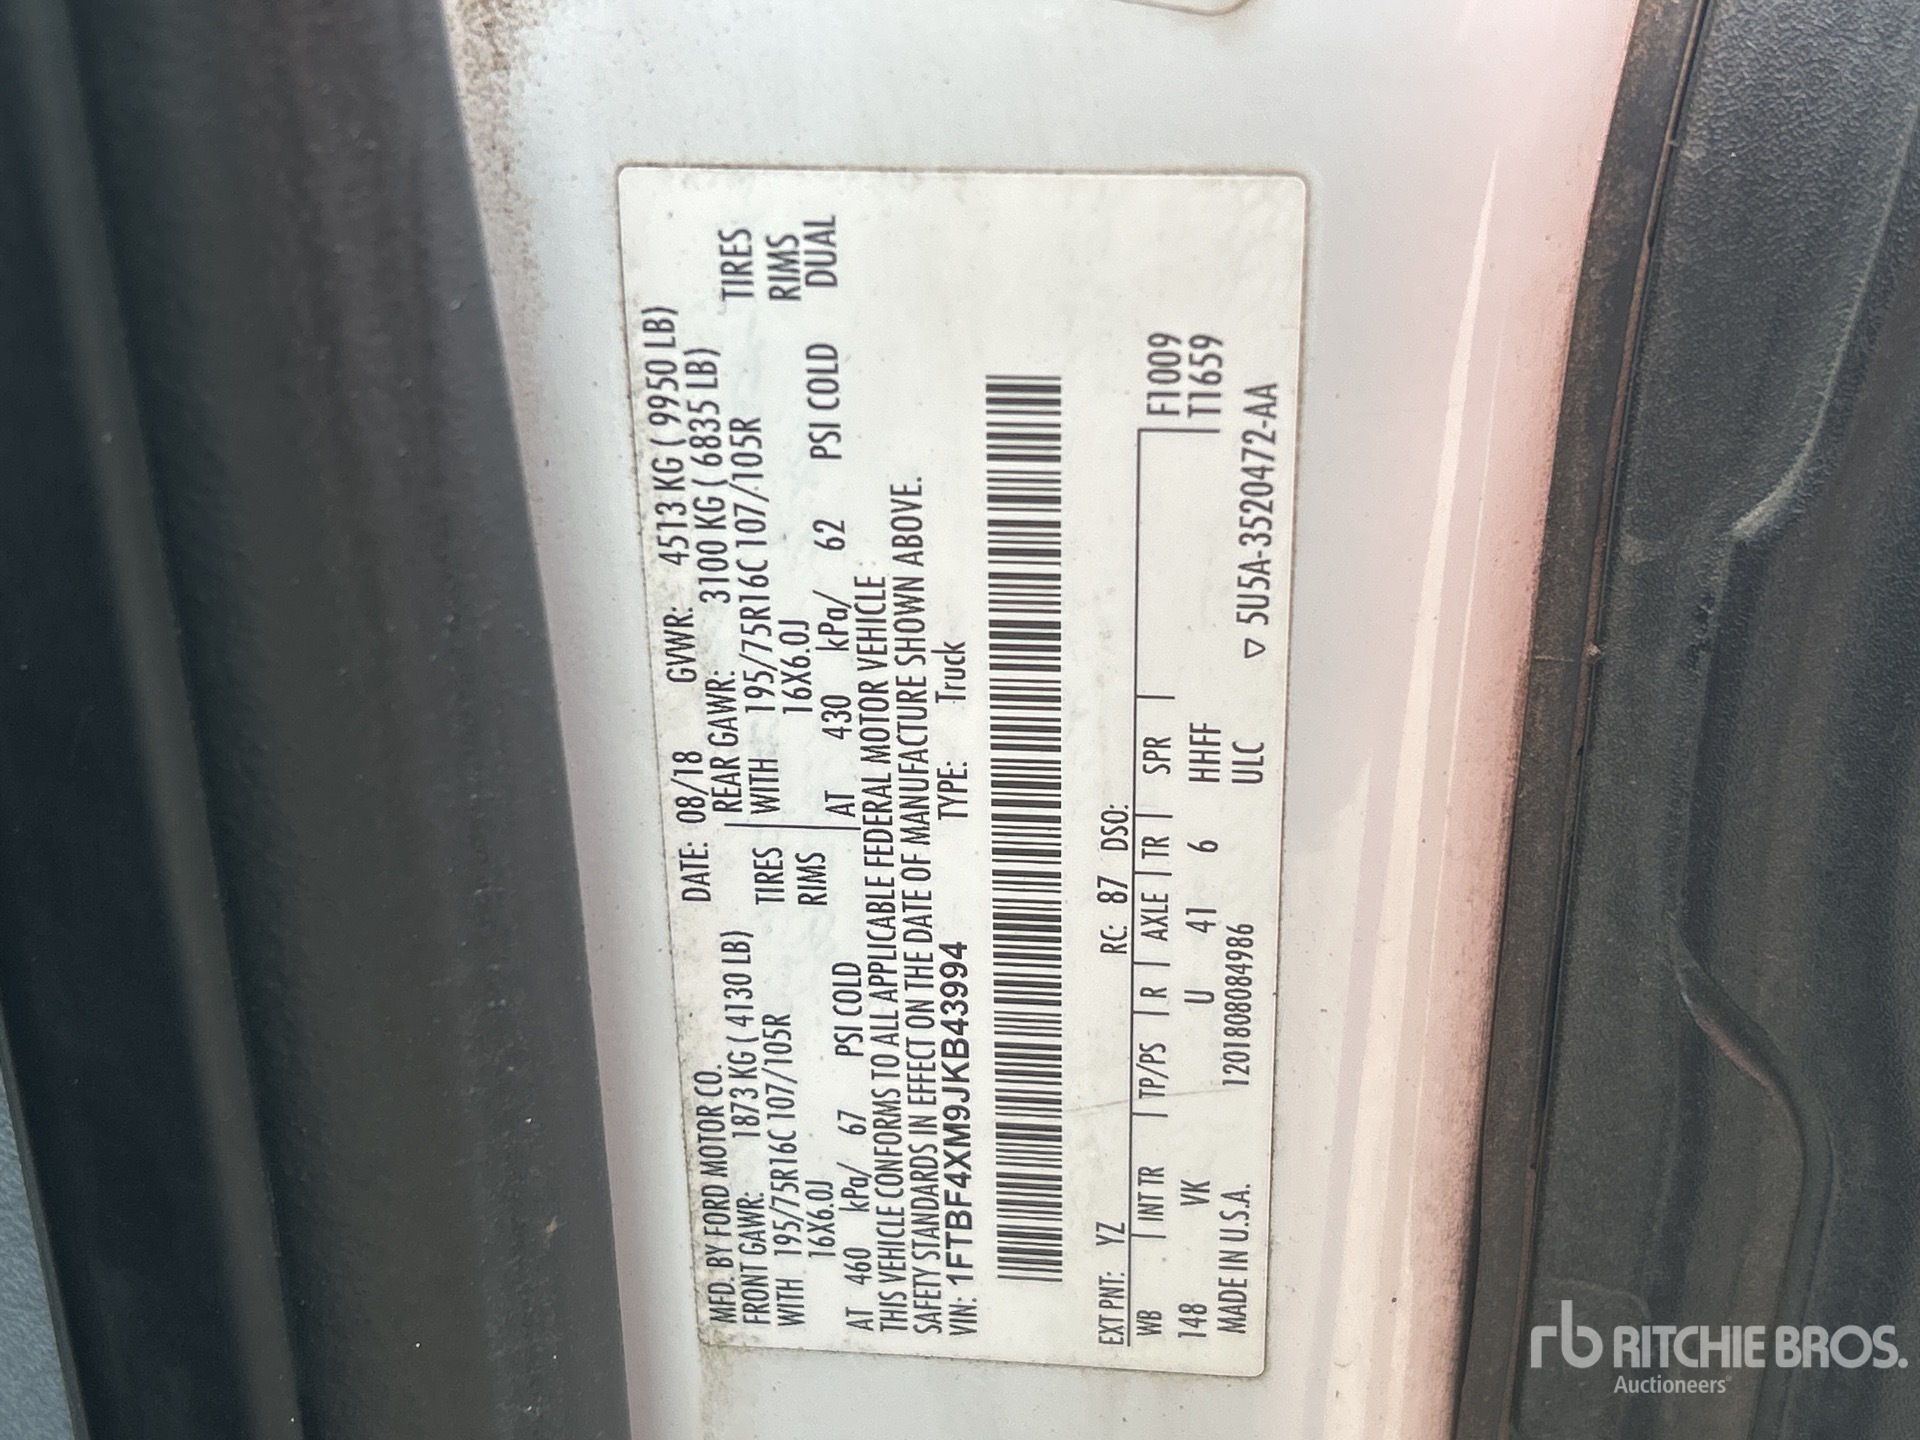 MFD. BY FORD MOTOR CO. DATE: 08/18 GVWR: 4513 KG ( 9950 LB)
FRONT GAWR: 1873 KG ( 4130 LB) REAR GAWR: 3100 KG ( 6835 LB)
WITH 195/75R16C 107/105R TIRES WITH 195/75R16C 107/105R TIRES
16X6.0J RIMS 16X6.0J RIMS
AT 460 kPa/ 67 PSI COLD AT 430 kPa/ 62 PSI COLD DUAL
THIS VEHICLE CONFORMS TO ALL APPLICABLE FEDERAL MOTOR VEHICLE
SAFETY STANDARDS IN EFFECT ON THE DATE OF MANUFACTURE SHOWN ABOVE.
VIN: 1FTBF4XM9JKB43994 TYPE: Truck
EXT PNT: YZ RC: 87 DSO:
WB INT TR TP/PS R AXLE TR SPR F1009
148 VK U 41 6 HHFF T1659
MADE IN U.S.A. 1201808084986 ULC ▽ 5U5A-3520472-AA
rb RITCHIE BROS.
Auctioneers